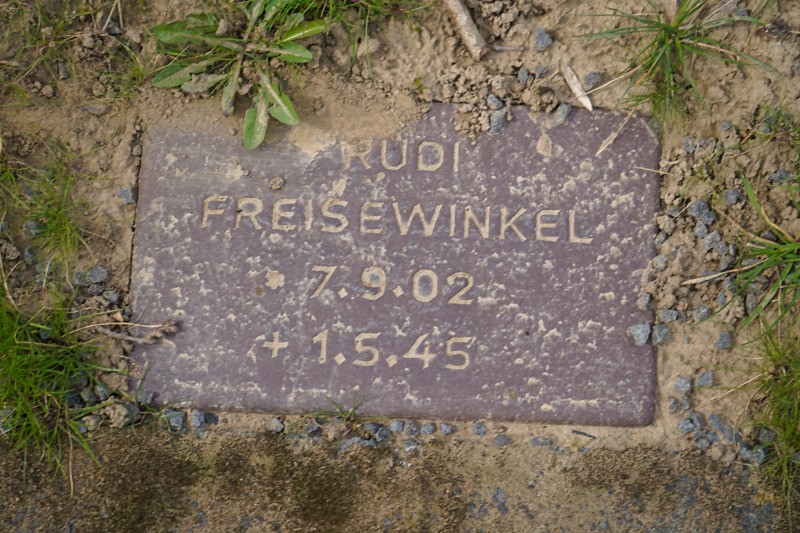 RUDI
FREISEWINKEL
* 7.9.02
+ 1.5.45